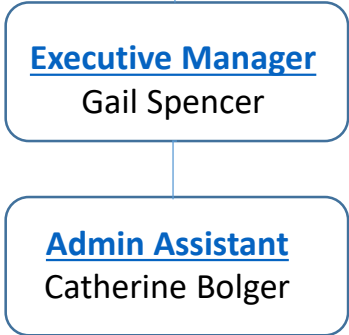 Executive Manager
Gail Spencer
Admin Assistant
Catherine Bolger